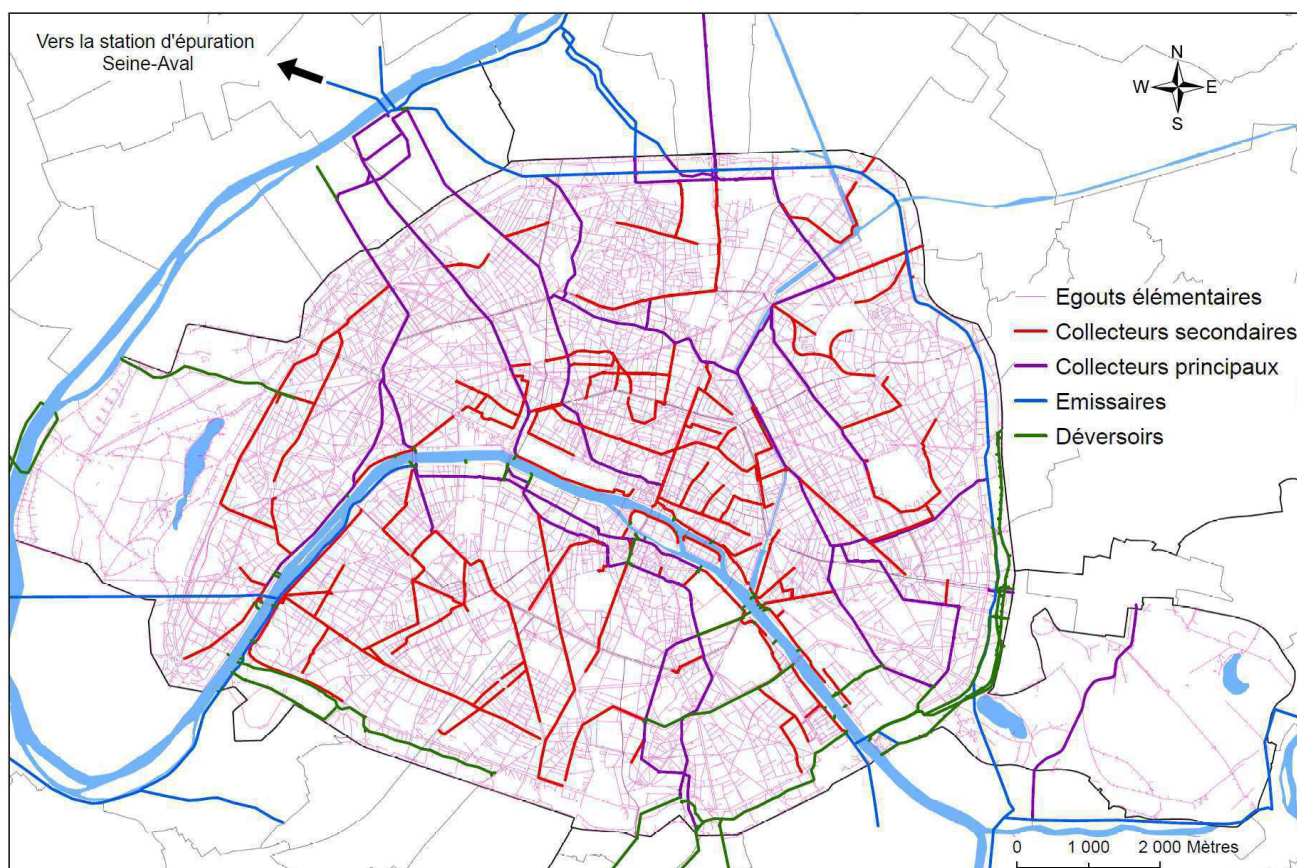 Vers la station d'épuration
Seine-Aval
N
W E
S
Egouts élémentaires
Collecteurs secondaires
Collecteurs principaux
Emissaires
Déversoirs
0 1 000 2 000 Mètres